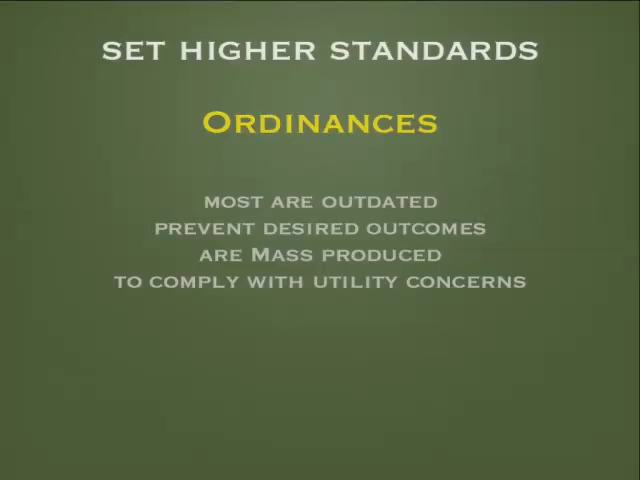 SET HIGHER STANDARDS
ORDINANCES
MOST ARE OUTDATED
PREVENT DESIRED OUTCOMES
ARE MASS PRODUCED
TO COMPLY WITH UTILITY CONCERNS